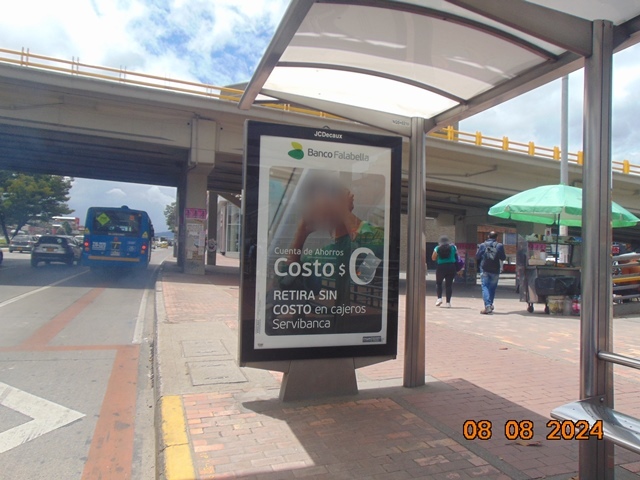 JCDecaux
Banco Falabella
Cuenta de Ahorros
Costo $ 0
RETIRA SIN
COSTO en cajeros
Servibanca
08 08 2024